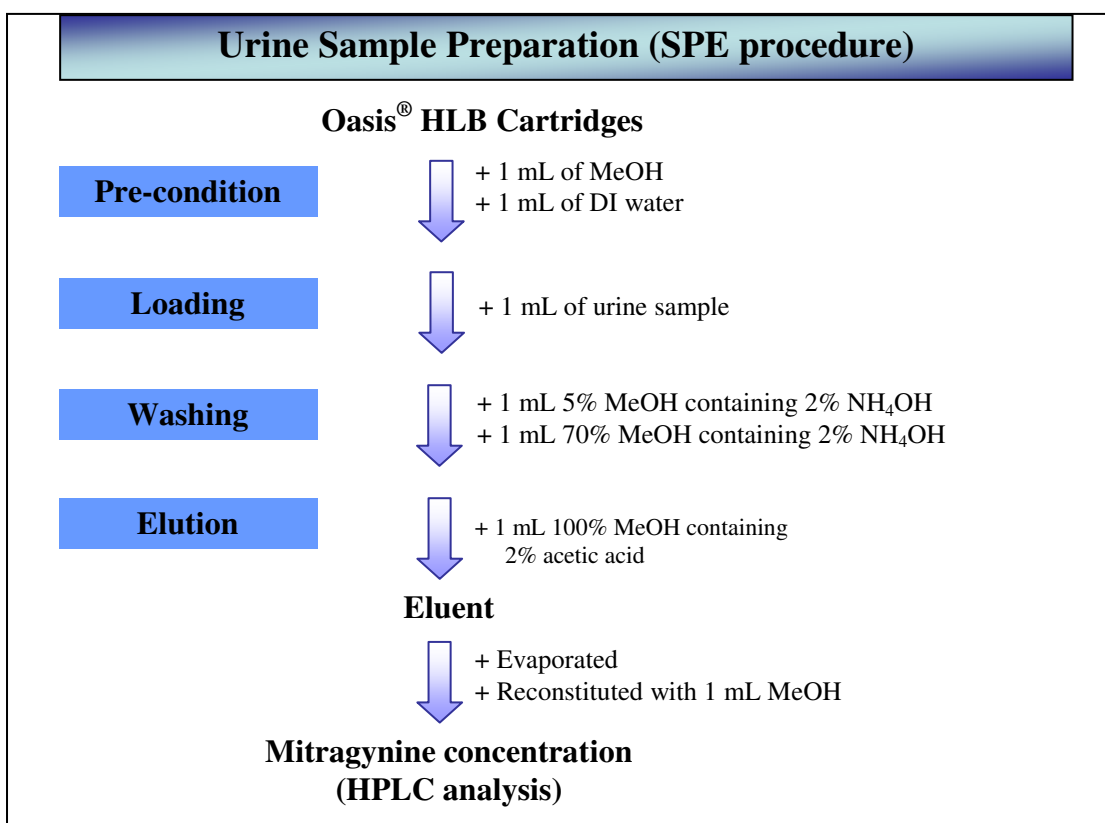 Urine Sample Preparation (SPE procedure)
Oasis® HLB Cartridges
Pre-condition
+ 1 mL of MeOH
+ 1 mL of DI water
Loading
+ 1 mL of urine sample
Washing
+ 1 mL 5% MeOH containing 2% NH₄OH
+ 1 mL 70% MeOH containing 2% NH₄OH
Elution
+ 1 mL 100% MeOH containing
2% acetic acid
Eluent
+ Evaporated
+ Reconstituted with 1 mL MeOH
Mitragynine concentration
(HPLC analysis)